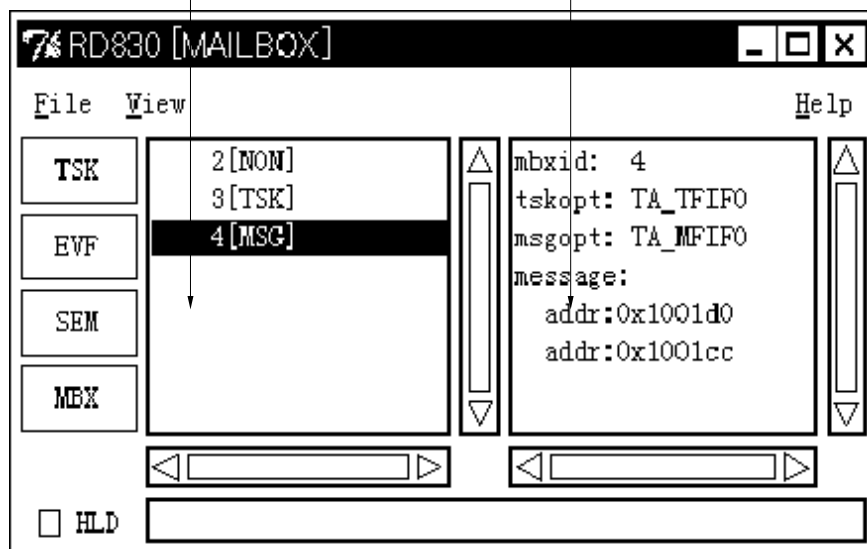 RD830 [MAILBOX]
File View Help
TSK
EVF
SEM
MBX
2[NON]
3[TSK]
4[MSG]
mbxid: 4
tskopt: TA_TFIFO
msgopt: TA_MFIFO
message:
addr:0x1001d0
addr:0x1001cc
HLD